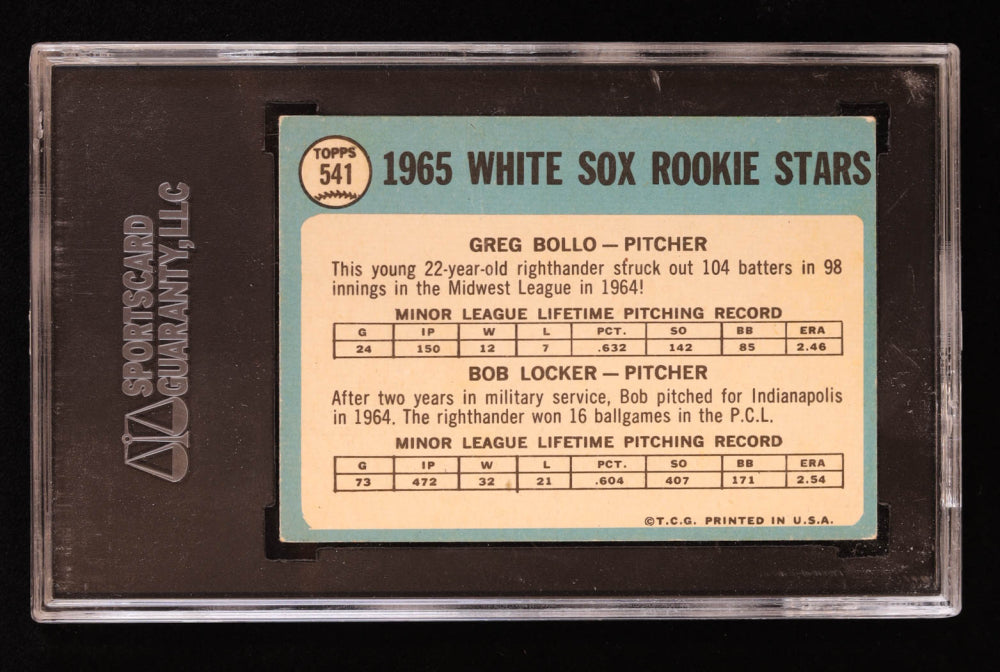 SPORTSCARD
GUARANTY, LLC
TOPPS
541
1965 WHITE SOX ROOKIE STARS
GREG BOLLO — PITCHER
This young 22-year-old righthander struck out 104 batters in 98
innings in the Midwest League in 1964!
MINOR LEAGUE LIFETIME PITCHING RECORD
G IP W L PCT. SO BB ERA
24 150 12 7 .632 142 85 2.46
BOB LOCKER — PITCHER
After two years in military service, Bob pitched for Indianapolis
in 1964. The righthander won 16 ballgames in the P.C.L.
MINOR LEAGUE LIFETIME PITCHING RECORD
G IP W L PCT. SO BB ERA
73 472 32 21 .604 407 171 2.54
©T.C.G. PRINTED IN U.S.A.